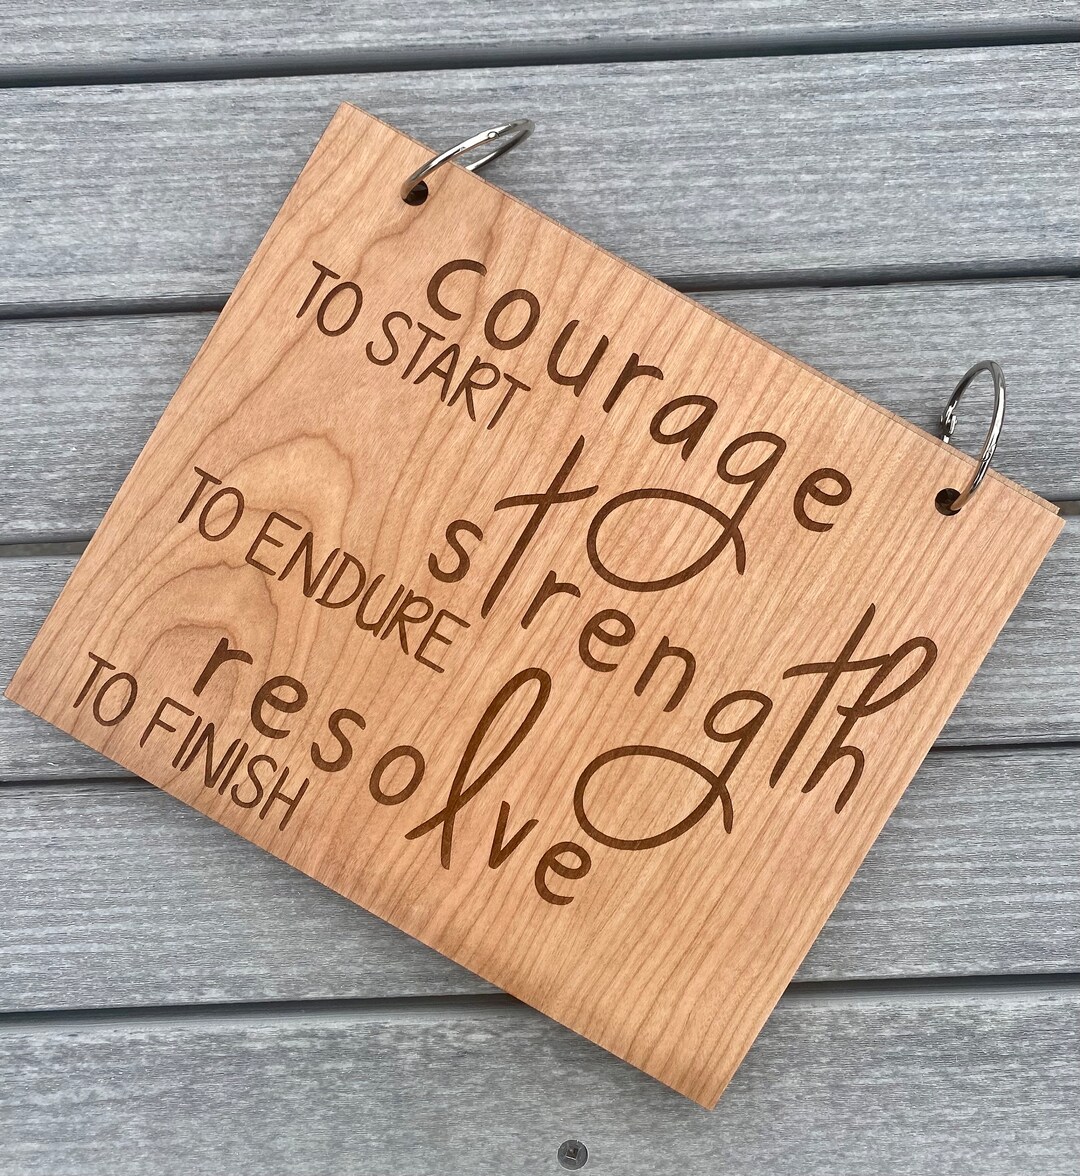 courage
TO START
strength
TO ENDURE
resolve
TO FINISH